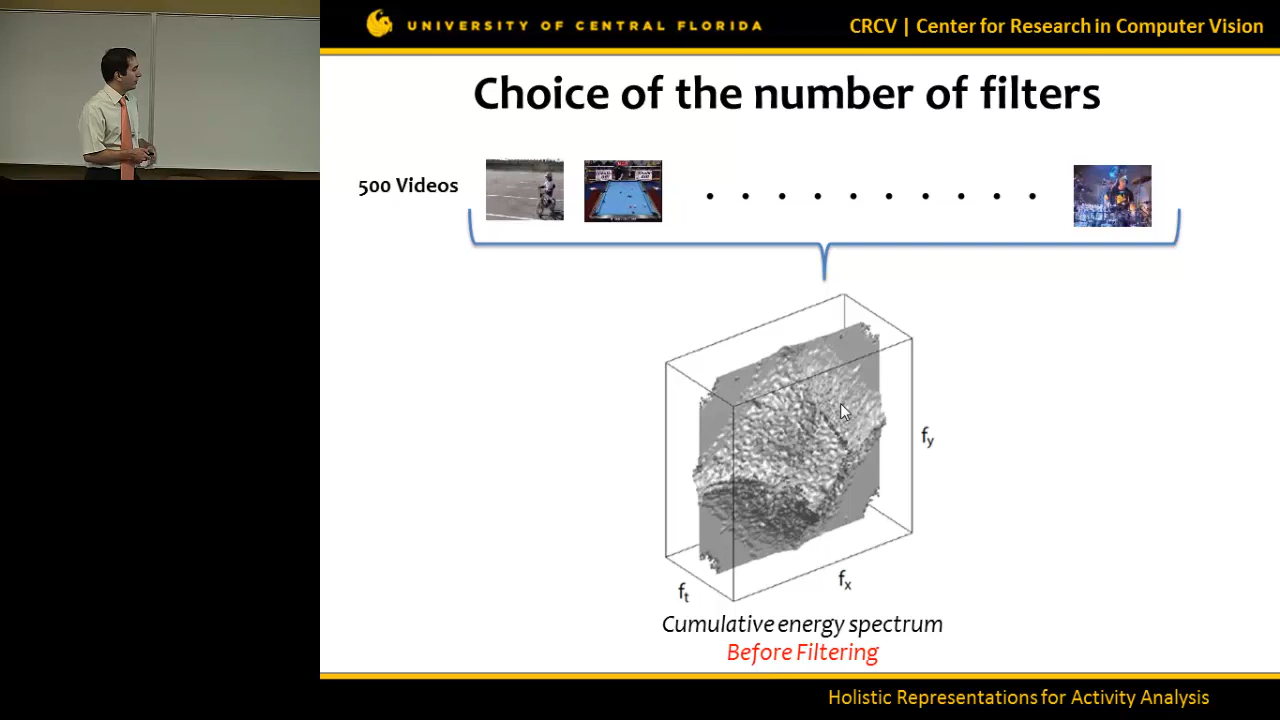 UNIVERSITY OF CENTRAL FLORIDA
CRCV | Center for Research in Computer Vision
Choice of the number of filters
500 Videos
fy
ft
fx
Cumulative energy spectrum
Before Filtering
Holistic Representations for Activity Analysis